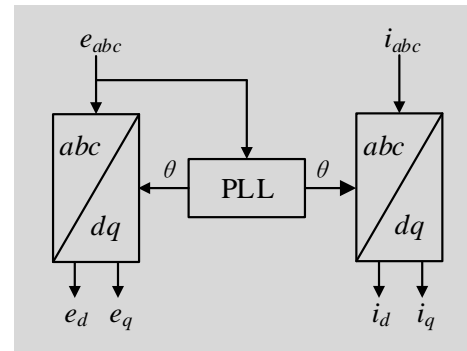 e_abc i_abc
abc abc
θ PLL θ
dq dq
e_d e_q i_d i_q